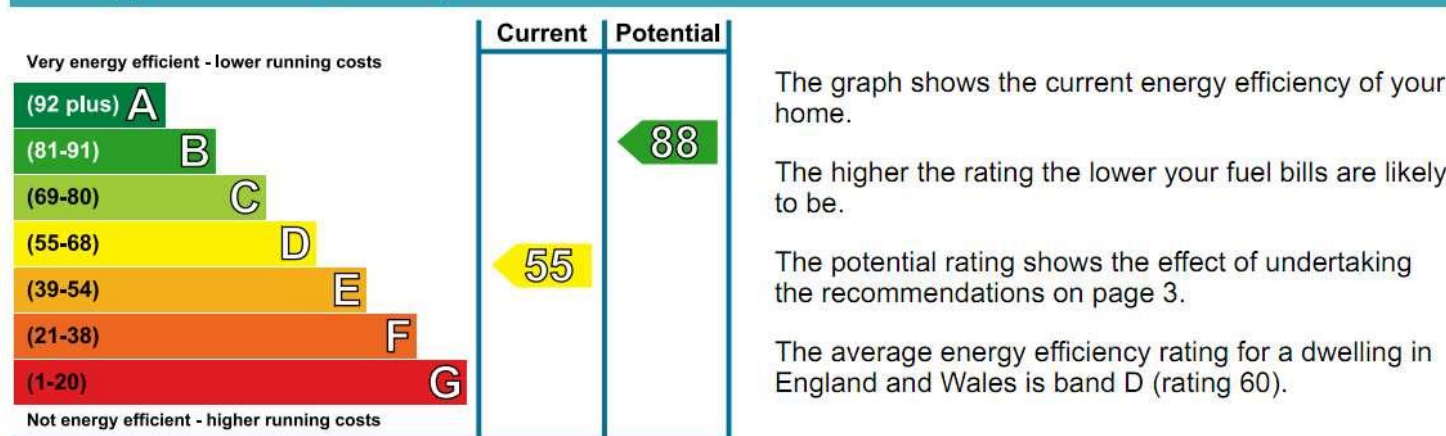 Current Potential
Very energy efficient - lower running costs
(92 plus) A
(81-91) B
88
(69-80) C
(55-68) D
55
(39-54) E
(21-38) F
(1-20) G
Not energy efficient - higher running costs
The graph shows the current energy efficiency of your
home.
The higher the rating the lower your fuel bills are likely
to be.
The potential rating shows the effect of undertaking
the recommendations on page 3.
The average energy efficiency rating for a dwelling in
England and Wales is band D (rating 60).